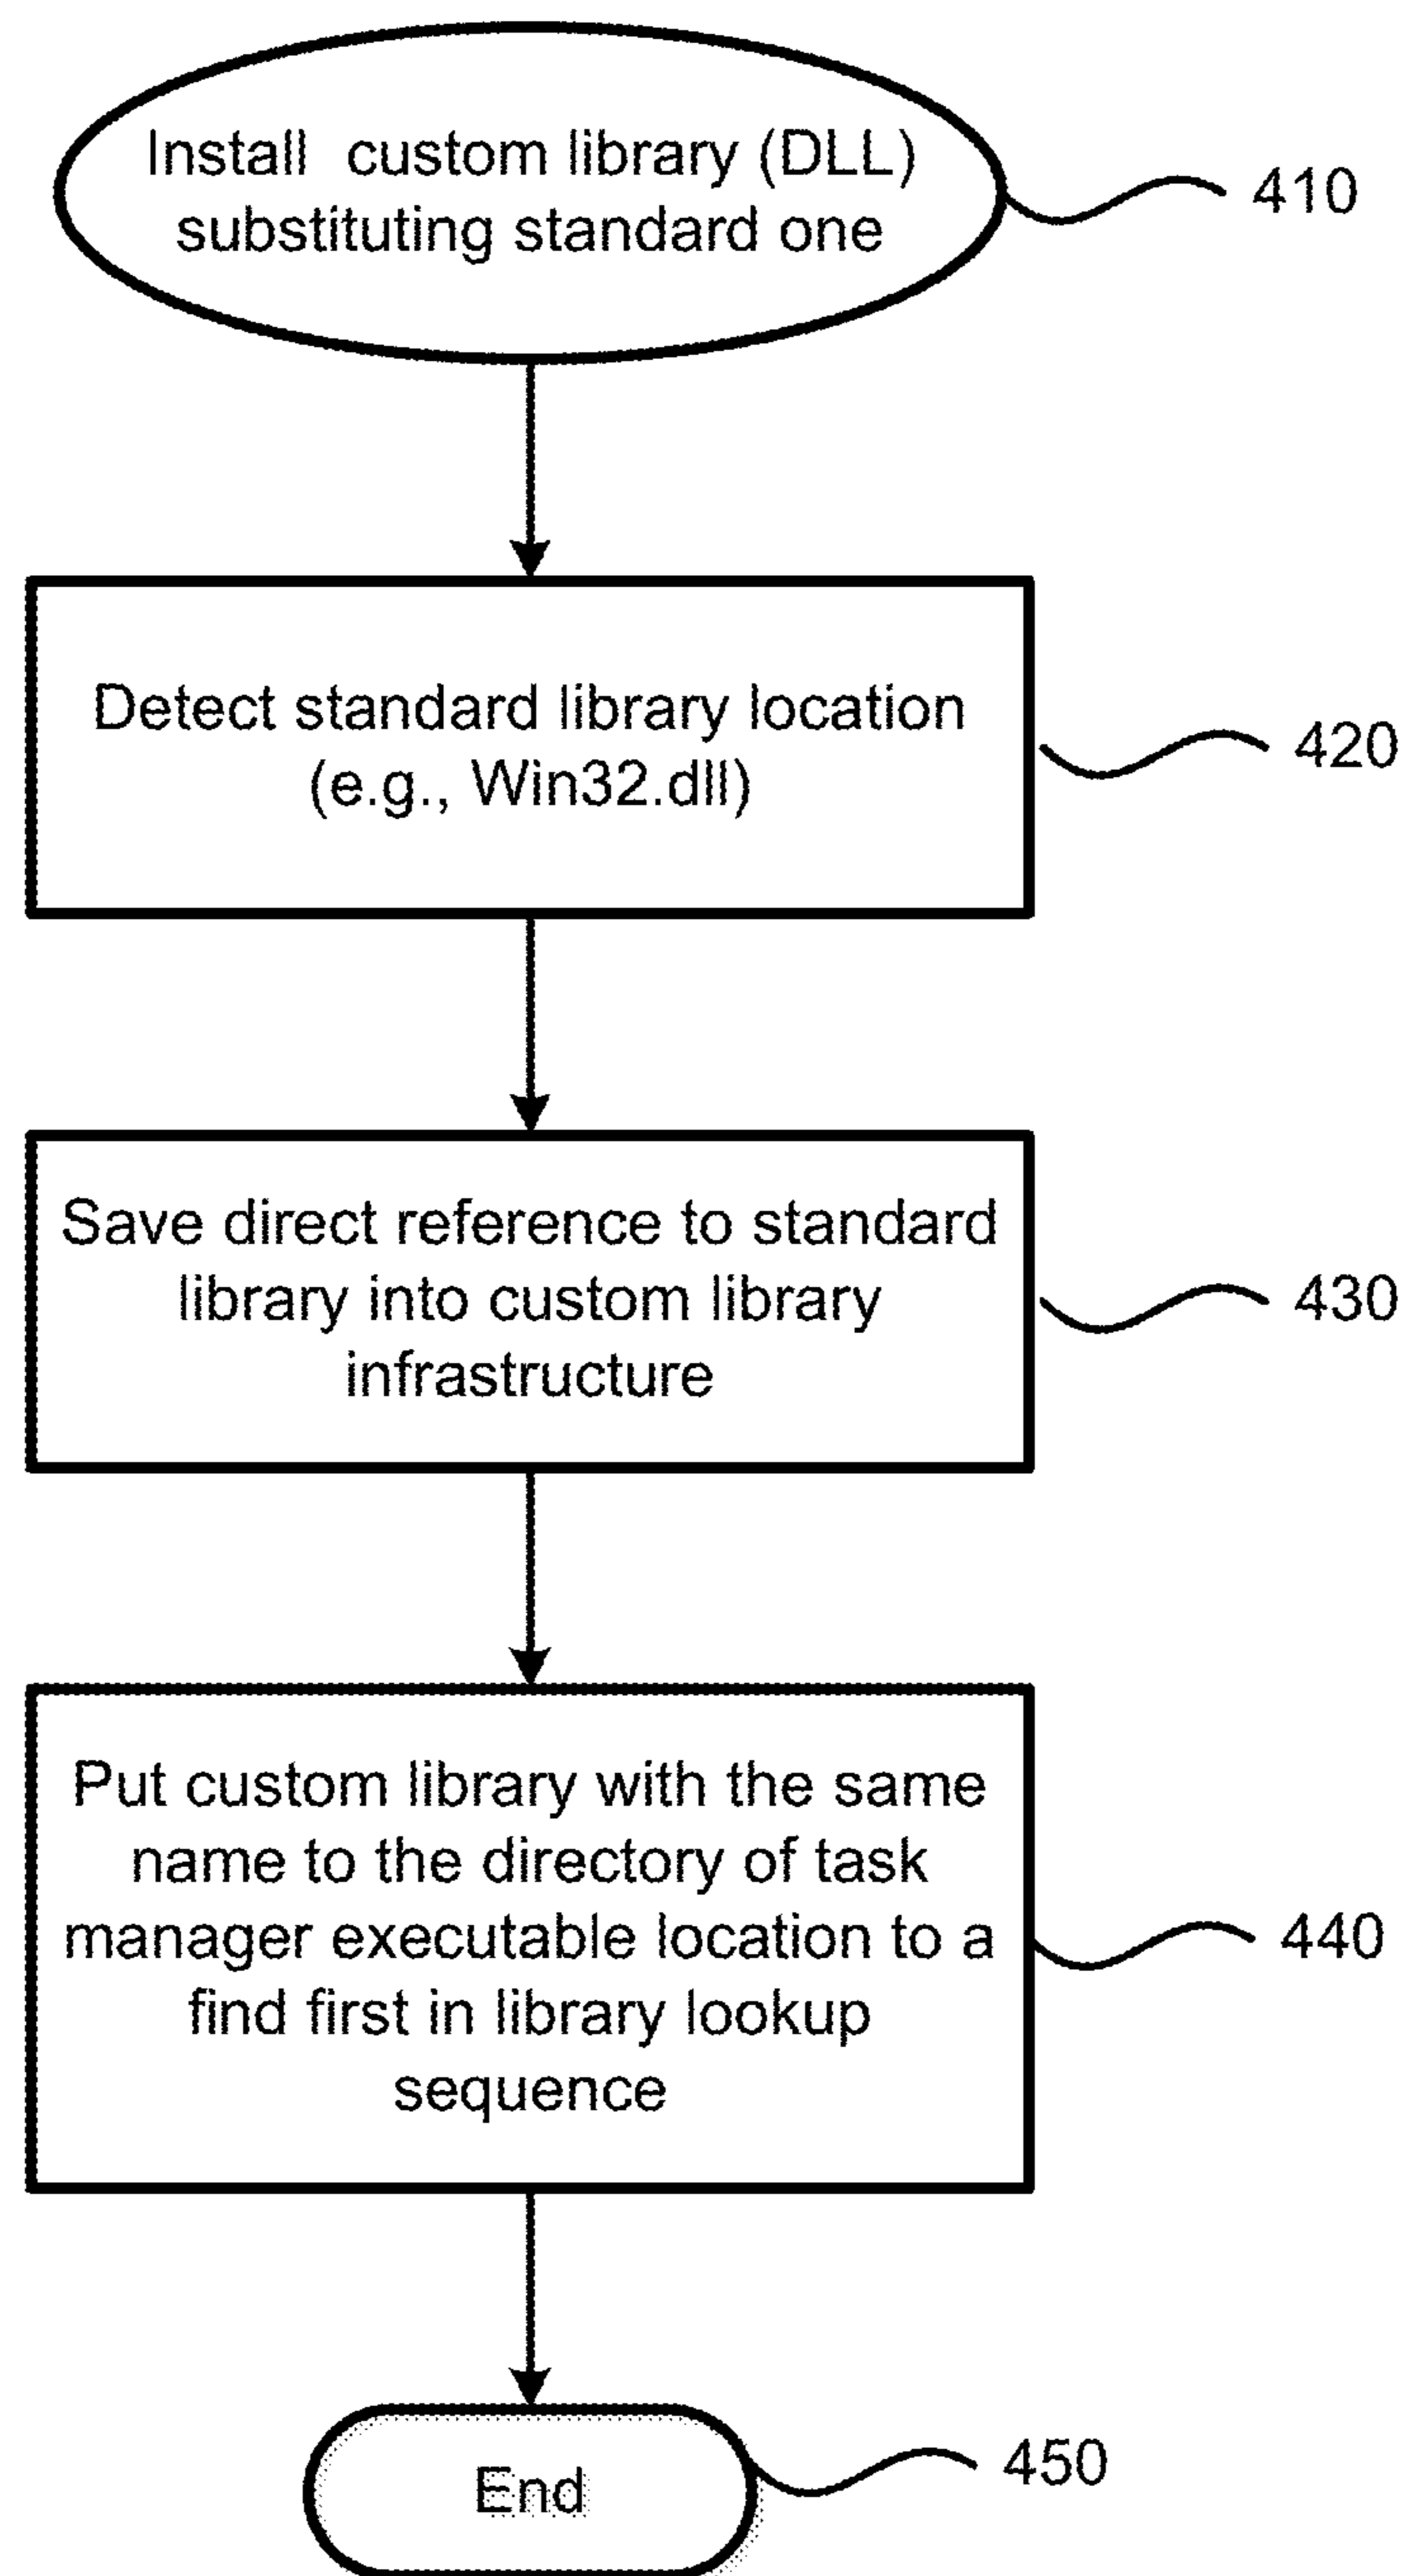 Install custom library (DLL)
substituting standard one
410
Detect standard library location
(e.g., Win32.dll)
420
Save direct reference to standard
library into custom library
infrastructure
430
Put custom library with the same
name to the directory of task
manager executable location to a
find first in library lookup
sequence
440
End
450